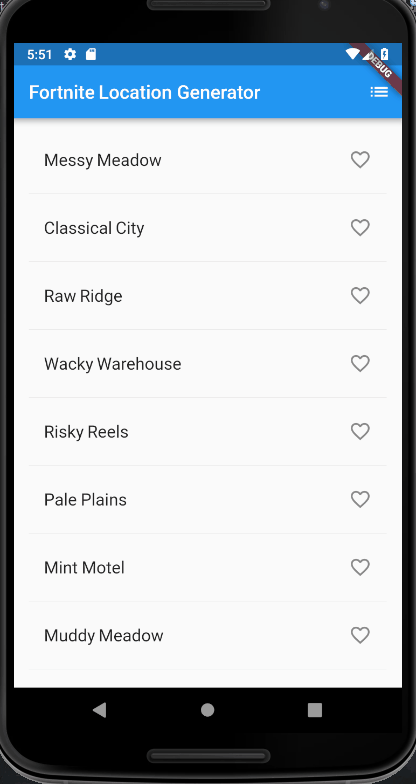 5:51
DEBUG
Fortnite Location Generator
Messy Meadow
Classical City
Raw Ridge
Wacky Warehouse
Risky Reels
Pale Plains
Mint Motel
Muddy Meadow